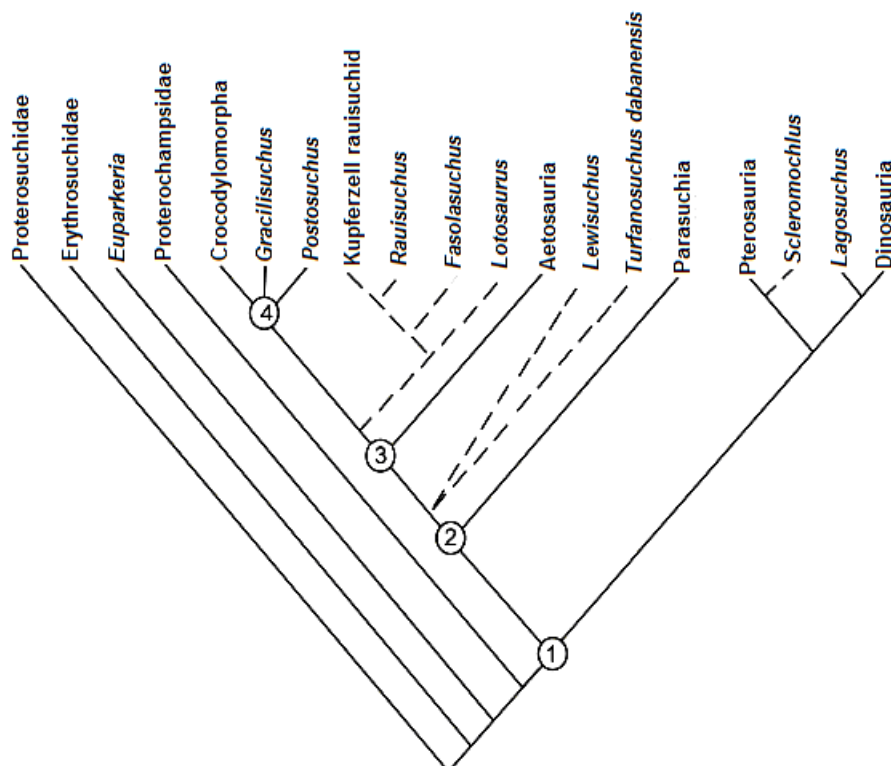 Proterosuchidae
Erythrosuchidae
Euparkeria
Proterochampsidae
Crocodylomorpha
Gracilisuchus
Postosuchus
Kupferzell rauisuchid
Rauisuchus
Fasolasuchus
Lotosaurus
Aetosauria
Lewisuchus
Turfanosuchus dabanensis
Parasuchia
Pterosauria
Scleromochlus
Lagosuchus
Dinosauria
4
3
2
1